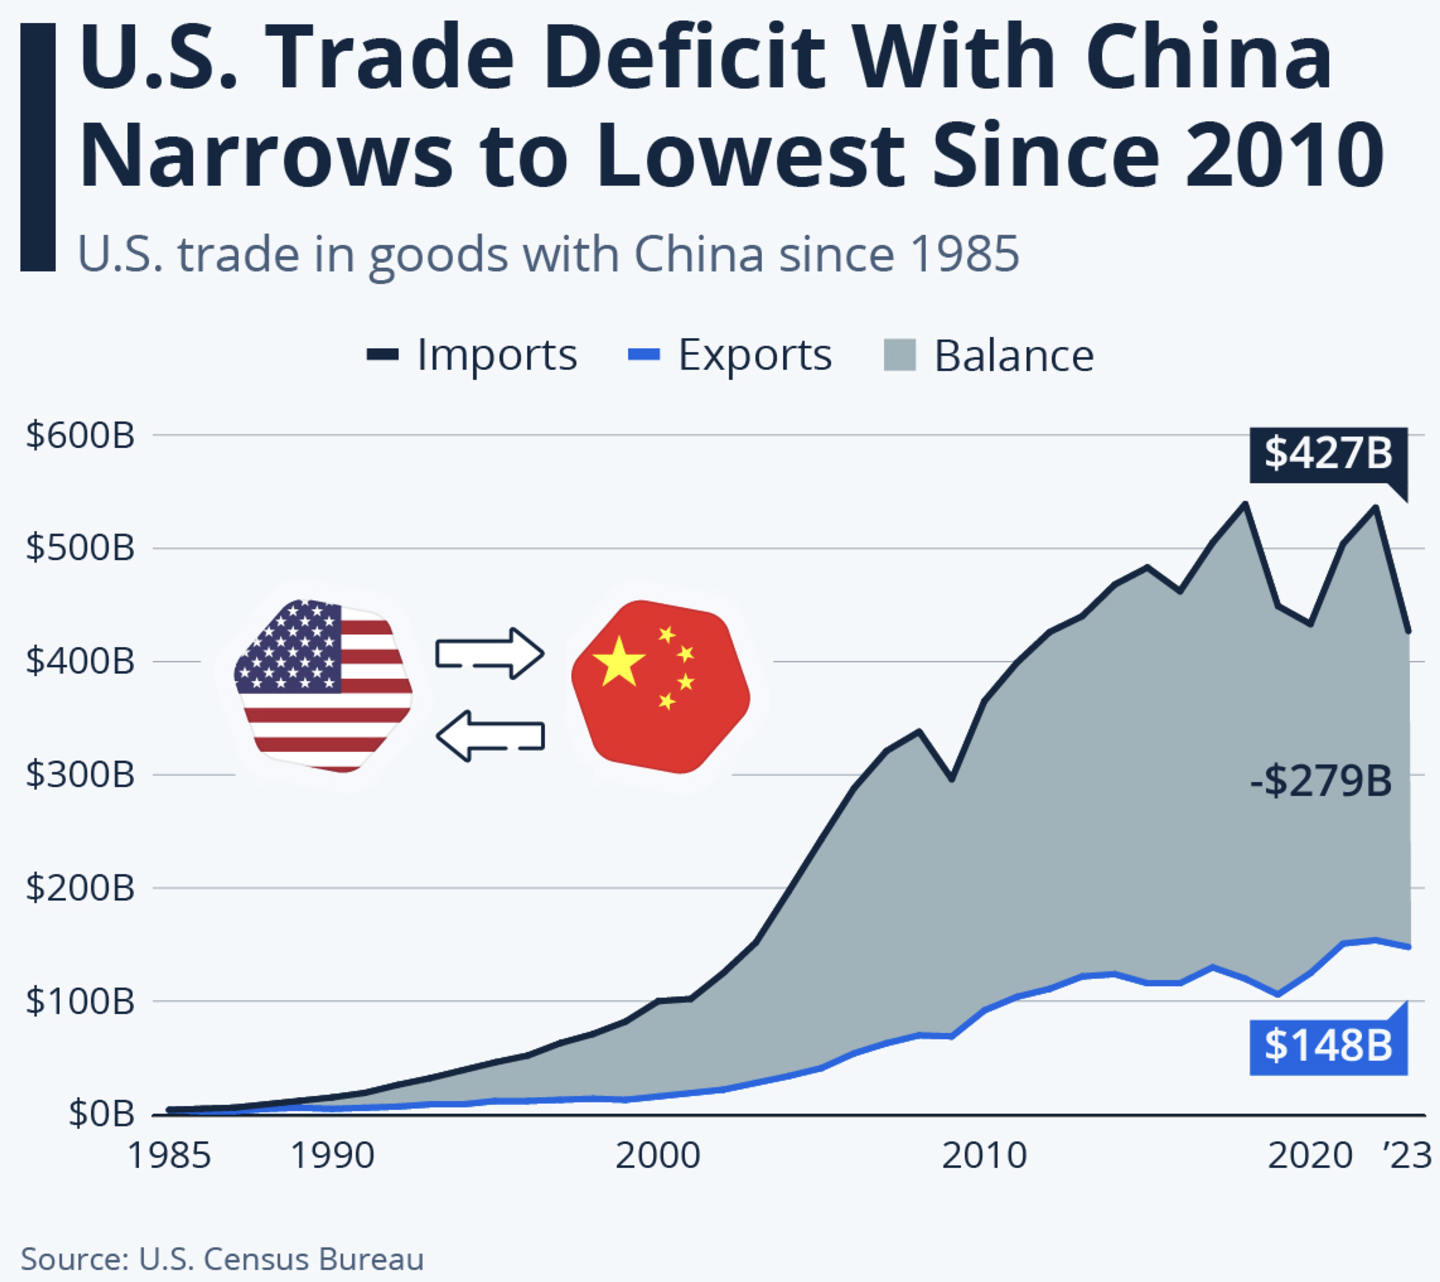 U.S. Trade Deficit With China
Narrows to Lowest Since 2010
U.S. trade in goods with China since 1985
Imports Exports Balance
$600B
$427B
$500B
$400B
$300B
-$279B
$200B
$100B
$148B
$0B
1985 1990 2000 2010 2020 ’23
Source: U.S. Census Bureau